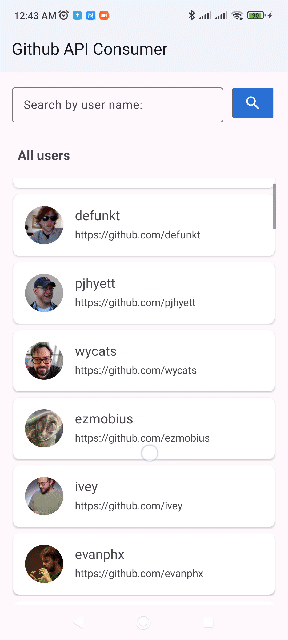 12:43 AM
Github API Consumer
Search by user name:
All users
defunkt
https://github.com/defunkt
pjhyett
https://github.com/pjhyett
wycats
https://github.com/wycats
ezmobius
https://github.com/ezmobius
ivey
https://github.com/ivey
evanphx
https://github.com/evanphx